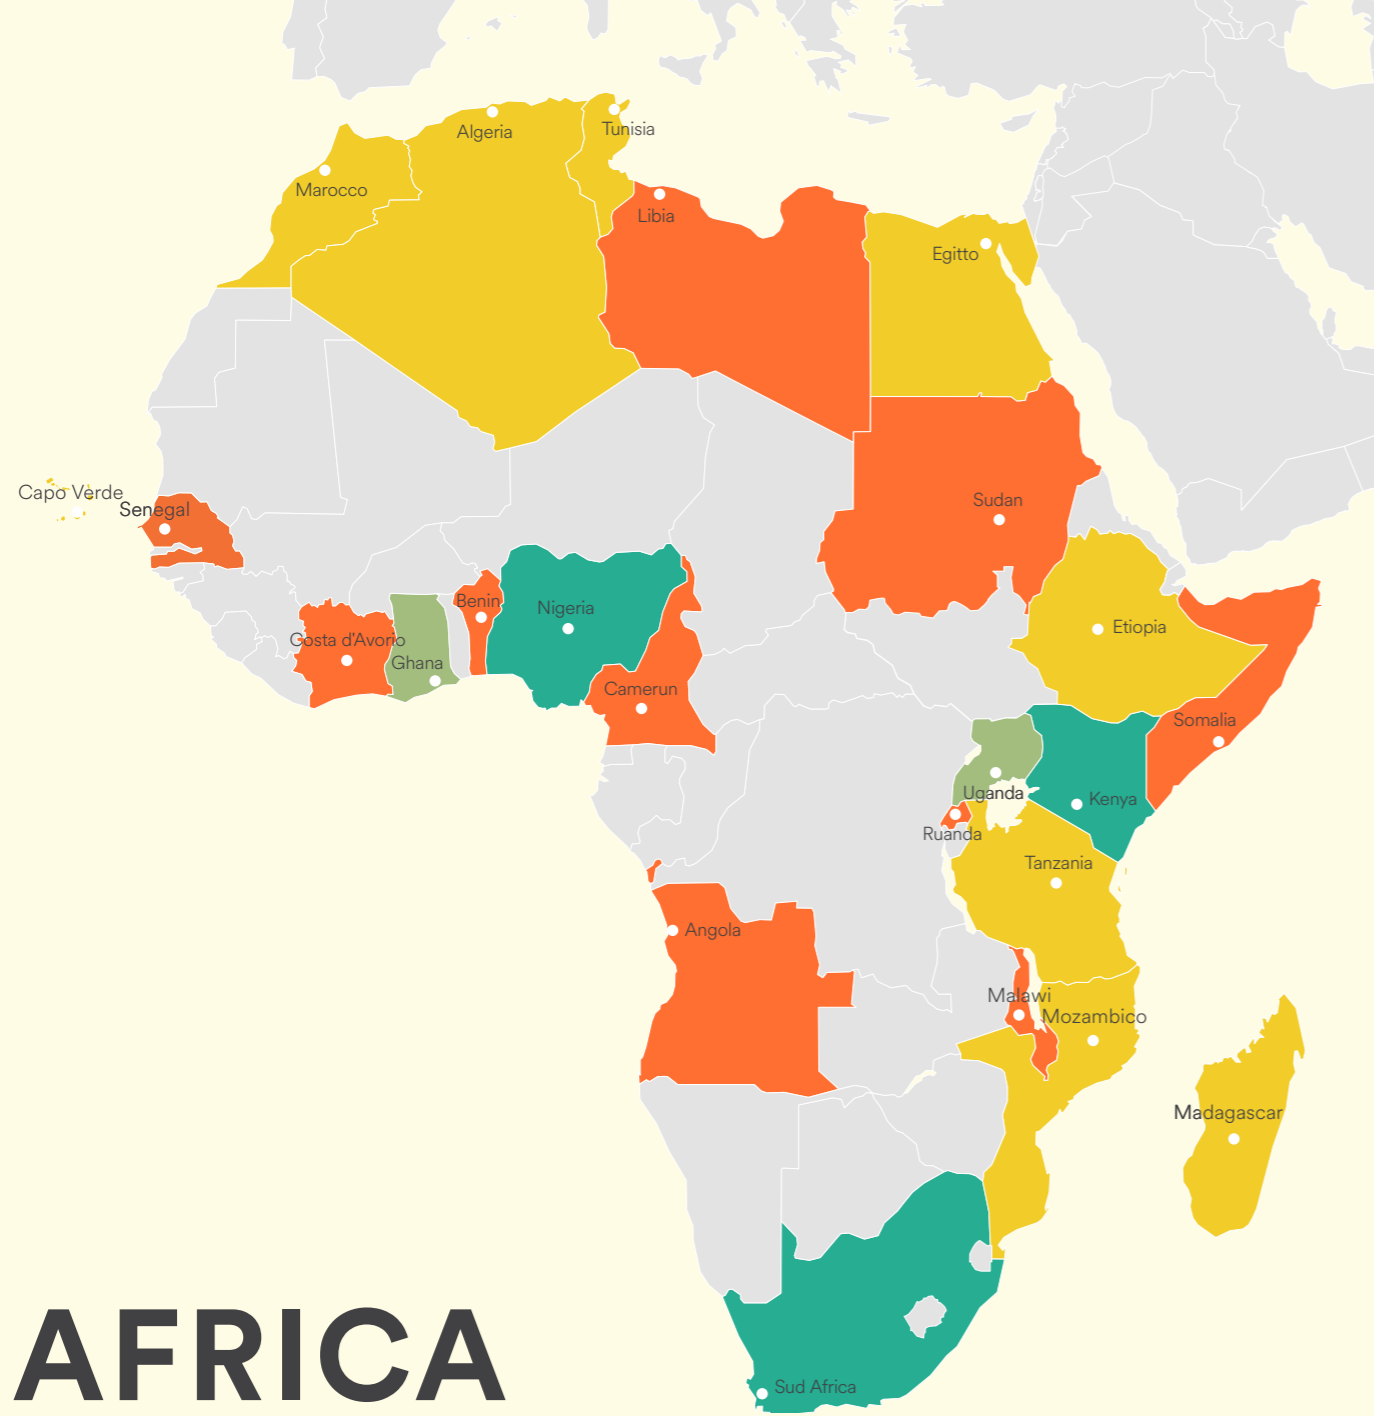 Algeria
Tunisia
Marocco
Libia
Egitto
Capo Verde
Senegal
Sudan
Benin
Nigeria
Etiopia
Costa d'Avorio
Ghana
Camerun
Somalia
Uganda
Kenya
Ruanda
Tanzania
Angola
Malawi
Mozambico
Madagascar
AFRICA
Sud Africa